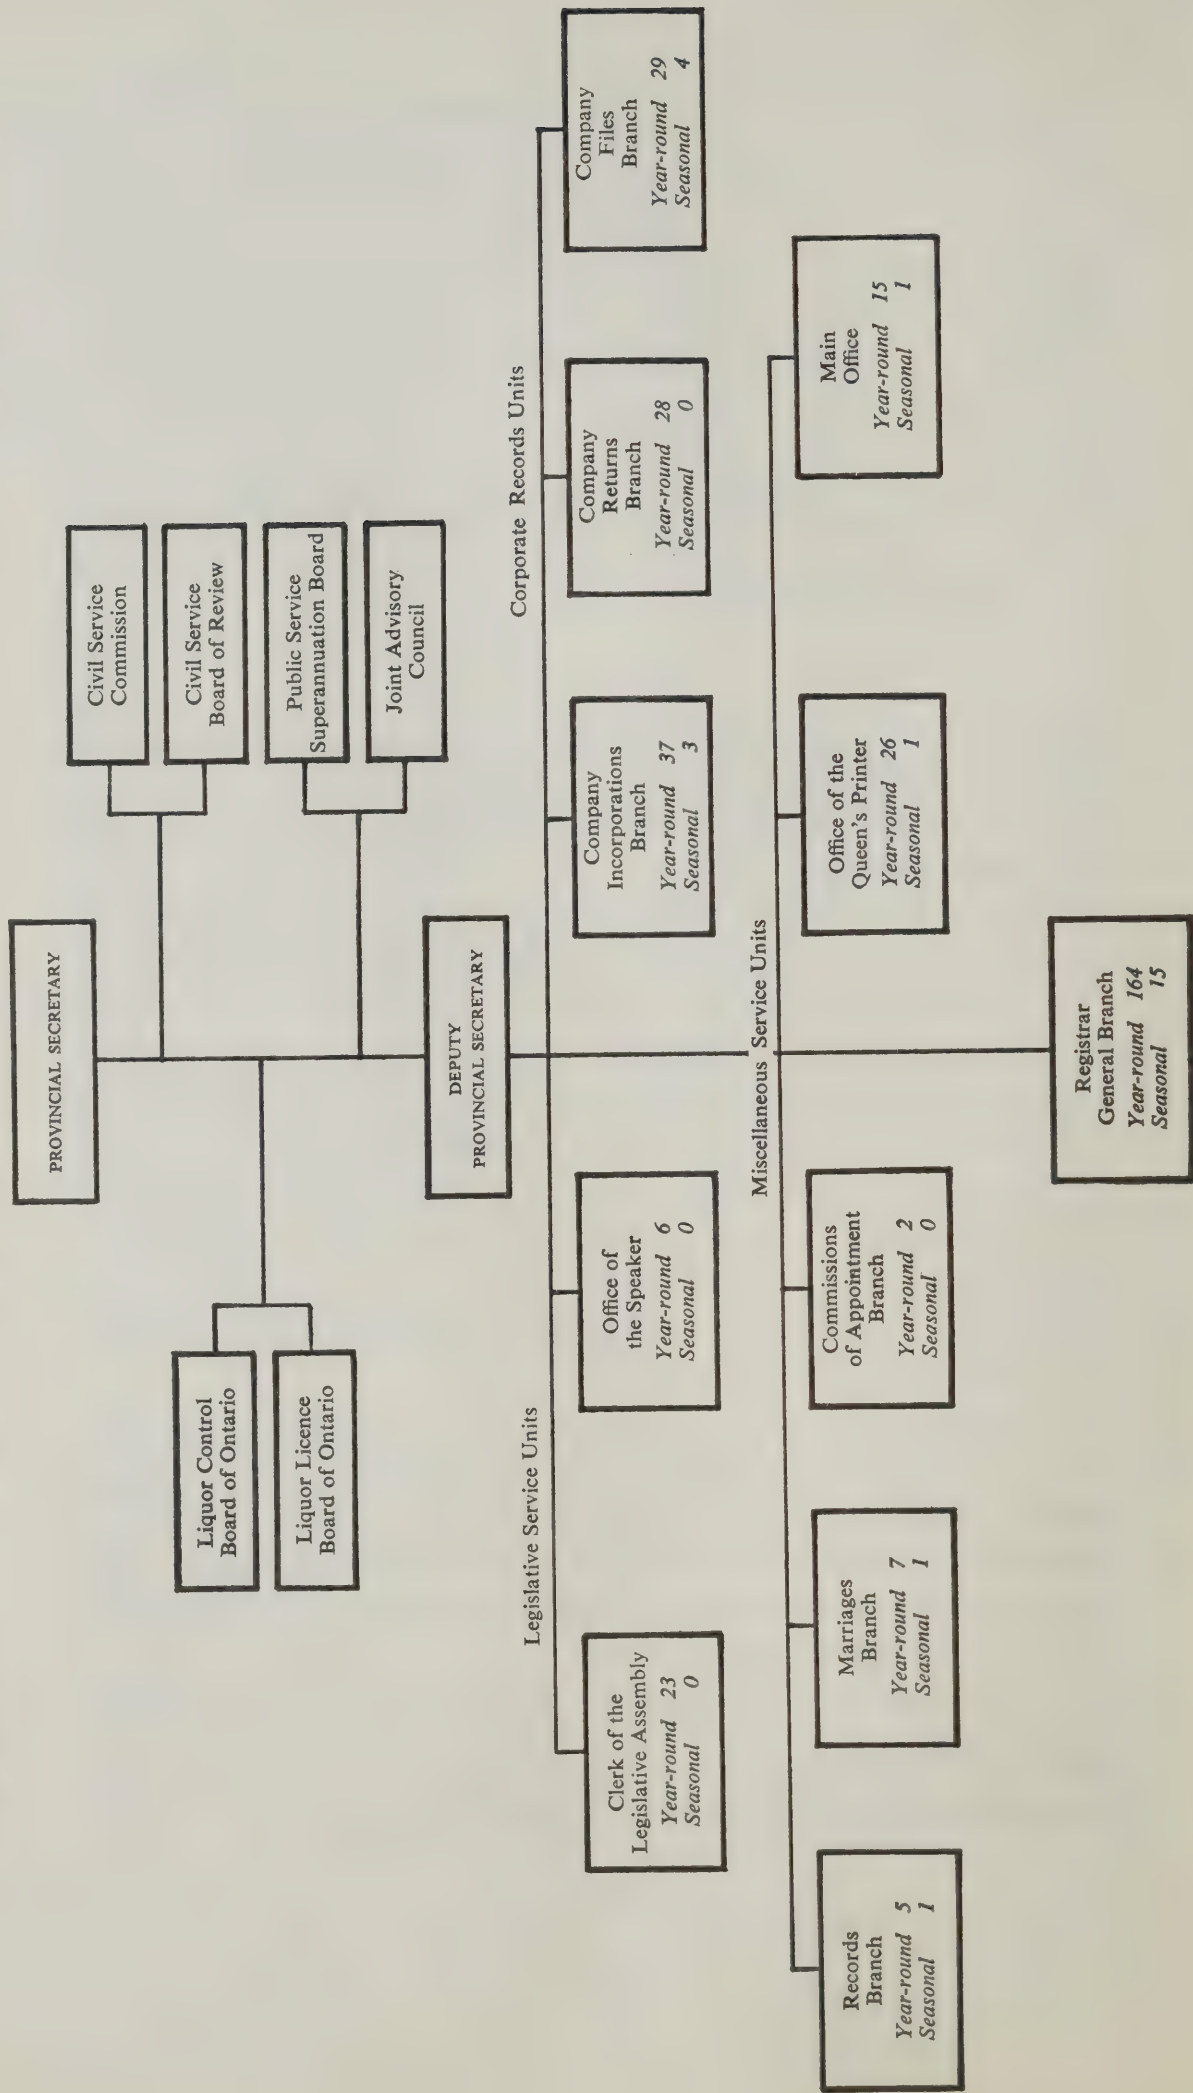 PROVINCIAL SECRETARY
Civil Service
Commission
Civil Service
Board of Review
Liquor Control
Board of Ontario
Liquor Licence
Board of Ontario
Public Service
Superannuation Board
Joint Advisory
Council
DEPUTY
PROVINCIAL SECRETARY
Legislative Service Units
Corporate Records Units
Clerk of the
Legislative Assembly
Year-round 23
Seasonal 0
Office of
the Speaker
Year-round 6
Seasonal 0
Company
Incorporations
Branch
Year-round 37
Seasonal 3
Company
Returns
Branch
Year-round 28
Seasonal 0
Company
Files
Branch
Year-round 29
Seasonal 4
Miscellaneous Service Units
Records
Branch
Year-round 5
Seasonal 1
Marriages
Branch
Year-round 7
Seasonal 1
Commissions
of Appointment
Branch
Year-round 2
Seasonal 0
Office of the
Queen's Printer
Year-round 26
Seasonal 1
Main
Office
Year-round 15
Seasonal 1
Registrar
General Branch
Year-round 164
Seasonal 15